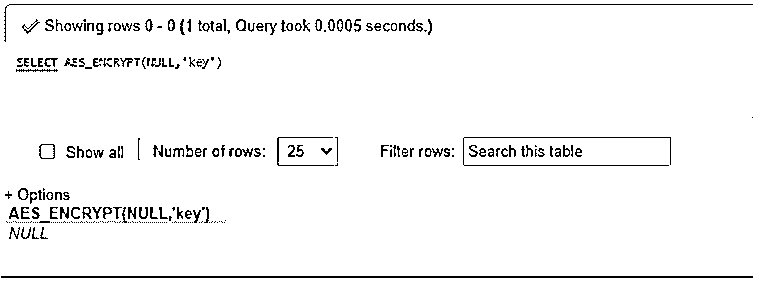 Showing rows 0 - 0 (1 total, Query took 0.0005 seconds.)
SELECT AES_ENCRYPT(NULL,'key')
Show all | Number of rows: 25 Filter rows: Search this table
+ Options
AES_ENCRYPT(NULL,'key')
NULL